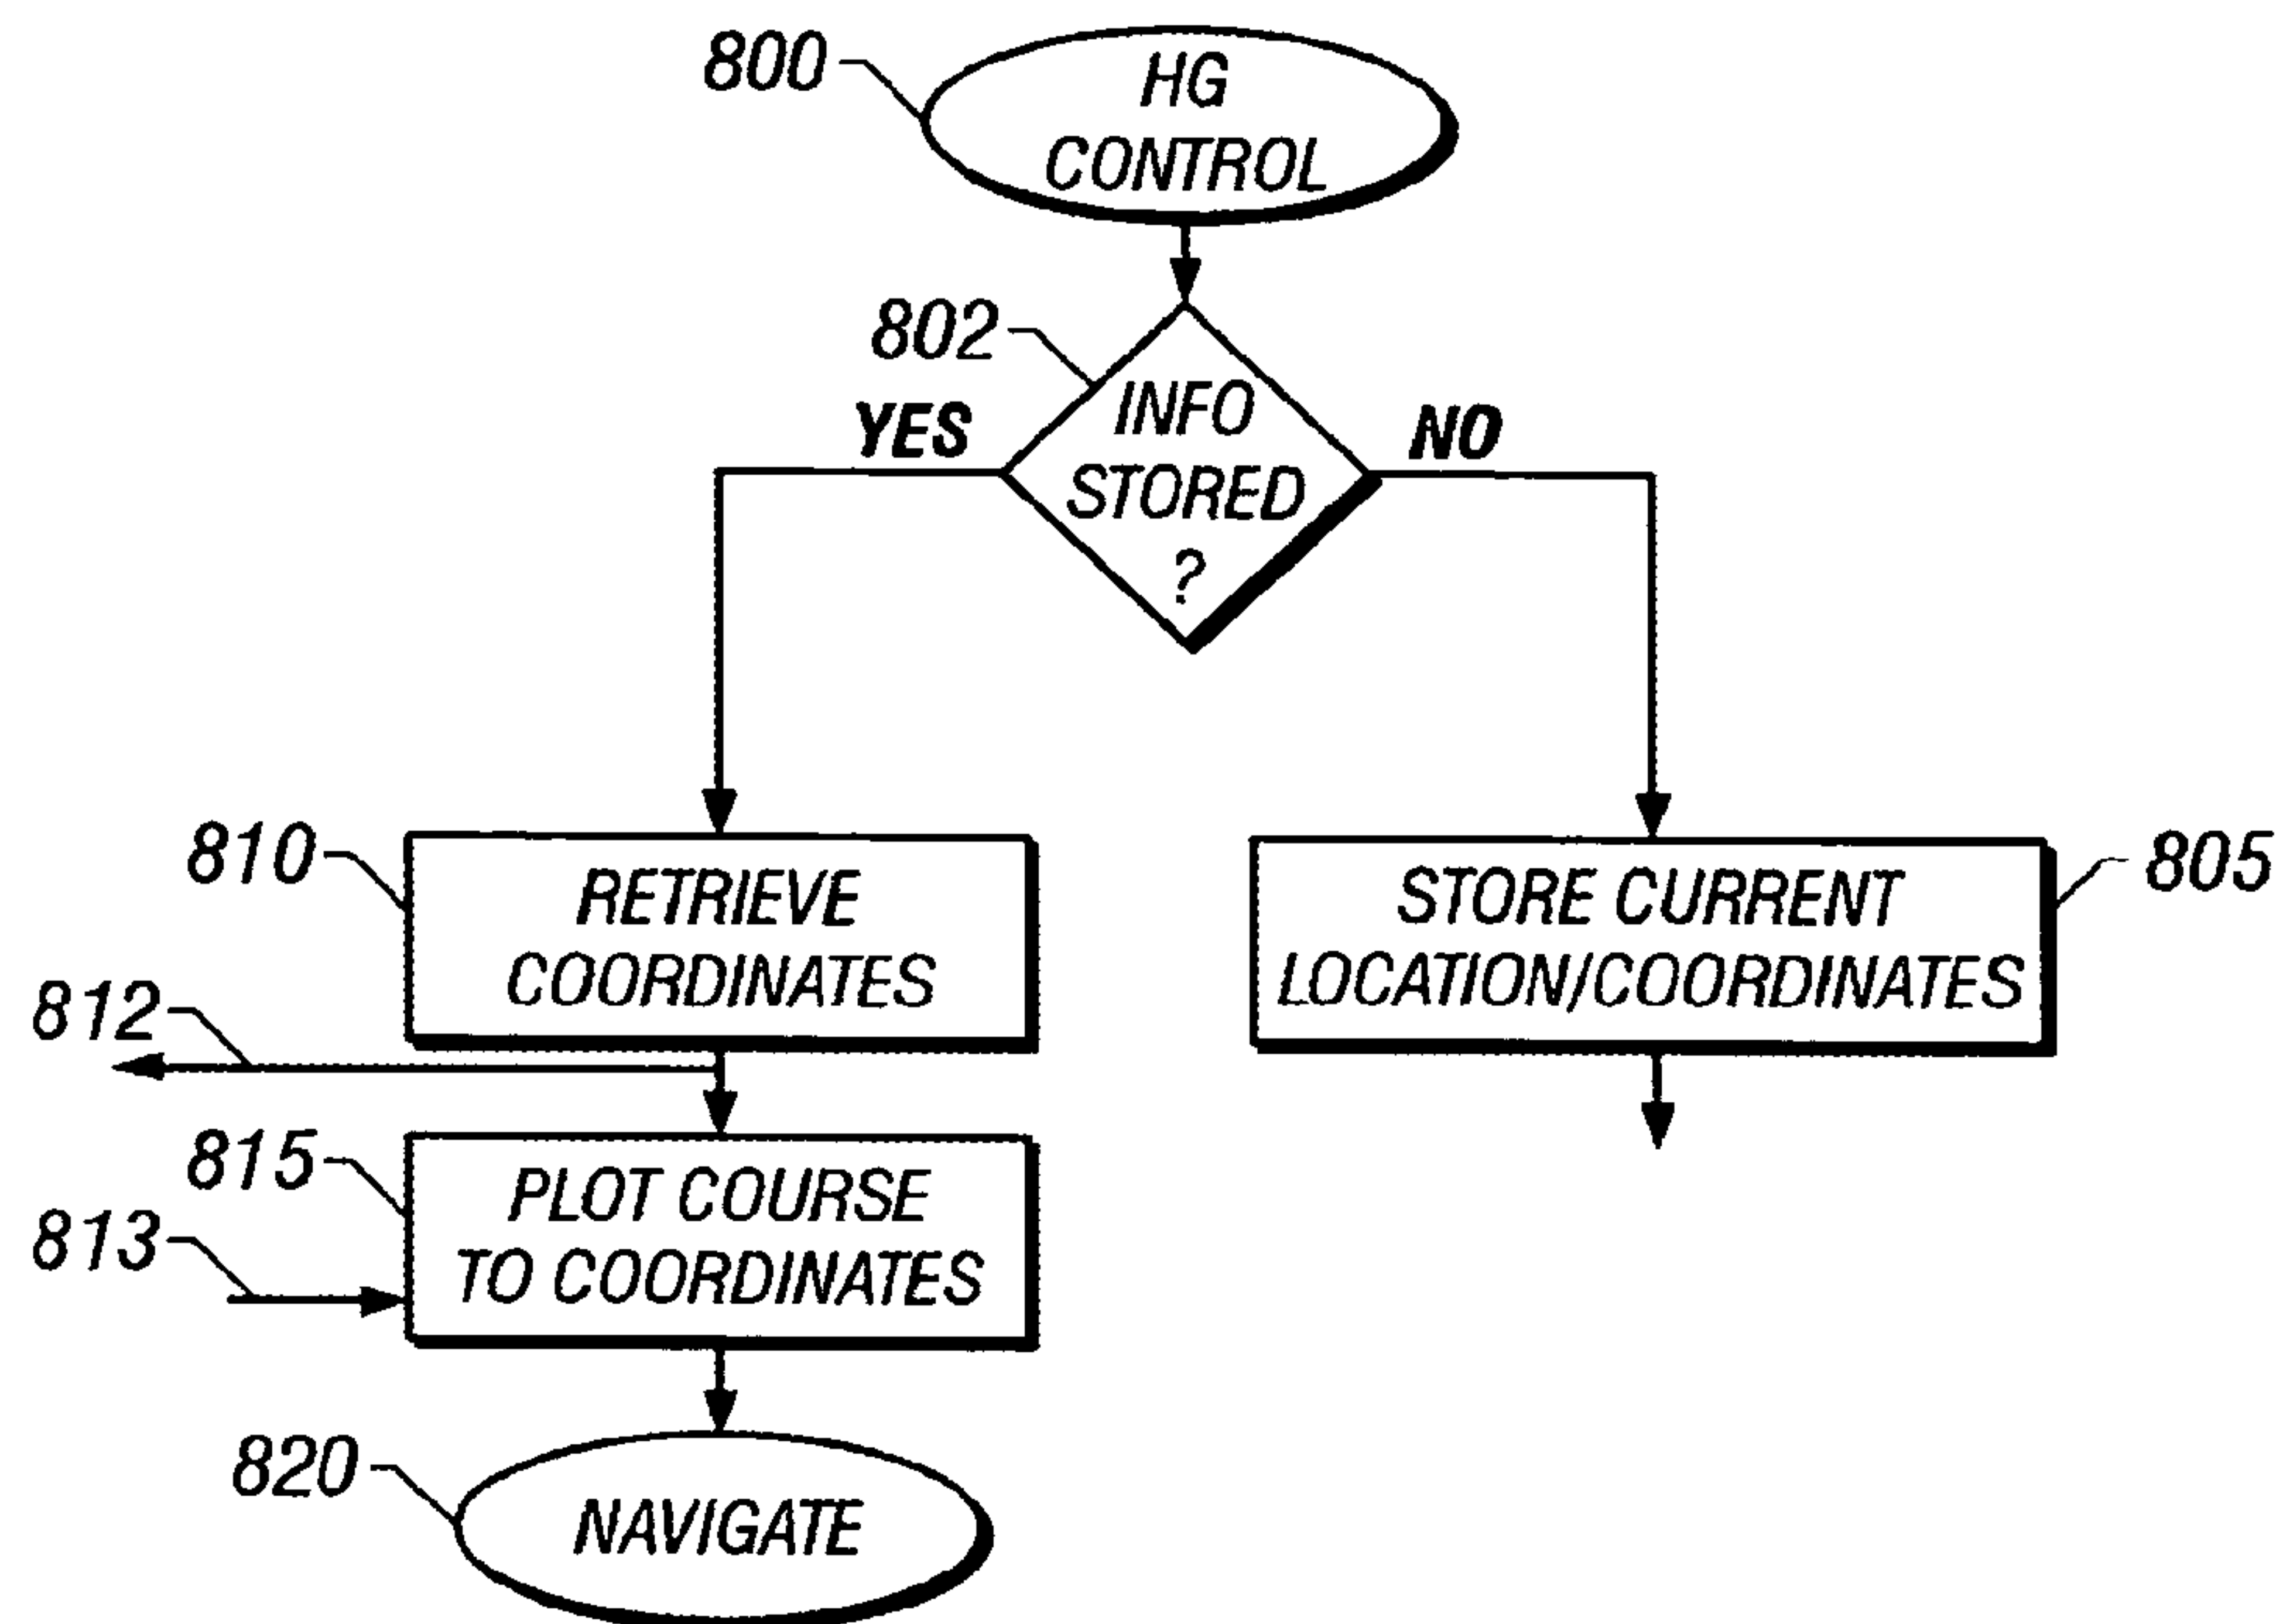 800
HG
CONTROL
802
INFO
STORED
?
YES
NO
810
RETRIEVE
COORDINATES
STORE CURRENT
LOCATION/COORDINATES
805
812
815
PLOT COURSE
TO COORDINATES
813
820
NAVIGATE